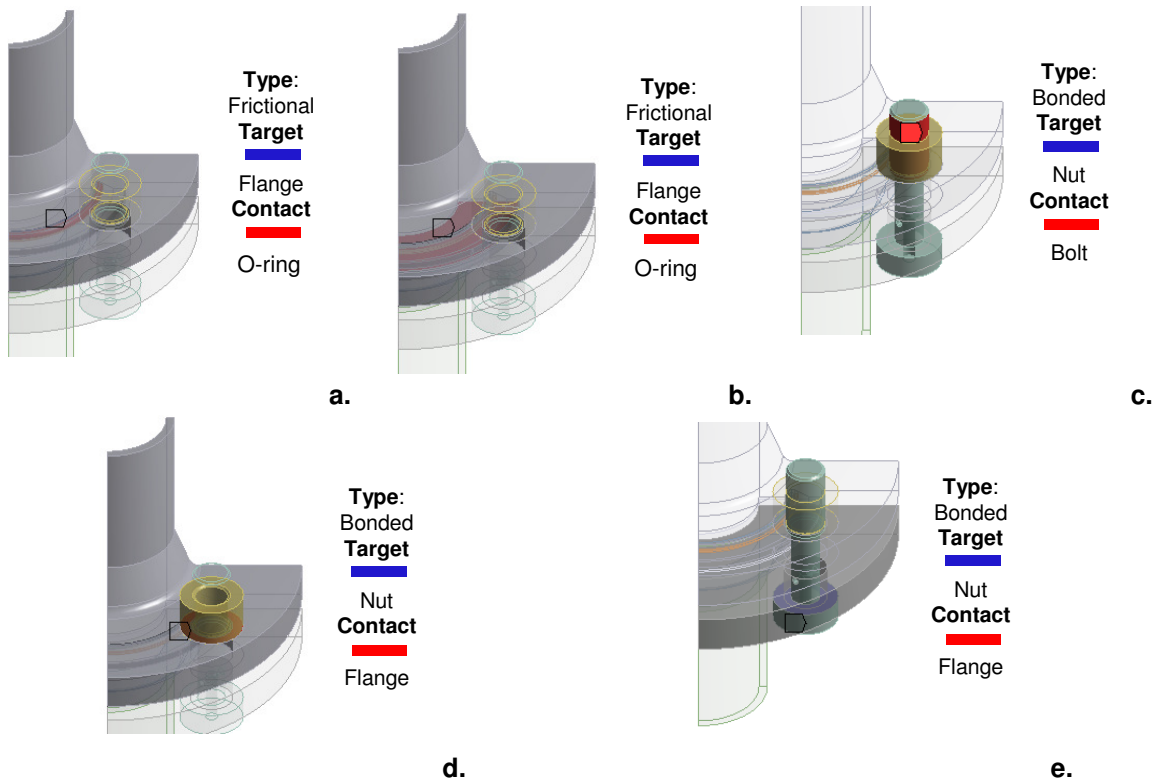 Type:
Frictional
Target
Flange
Contact
O-ring
a.
Type:
Frictional
Target
Flange
Contact
O-ring
b.
Type:
Bonded
Target
Nut
Contact
Bolt
c.
Type:
Bonded
Target
Nut
Contact
Flange
d.
Type:
Bonded
Target
Nut
Contact
Flange
e.